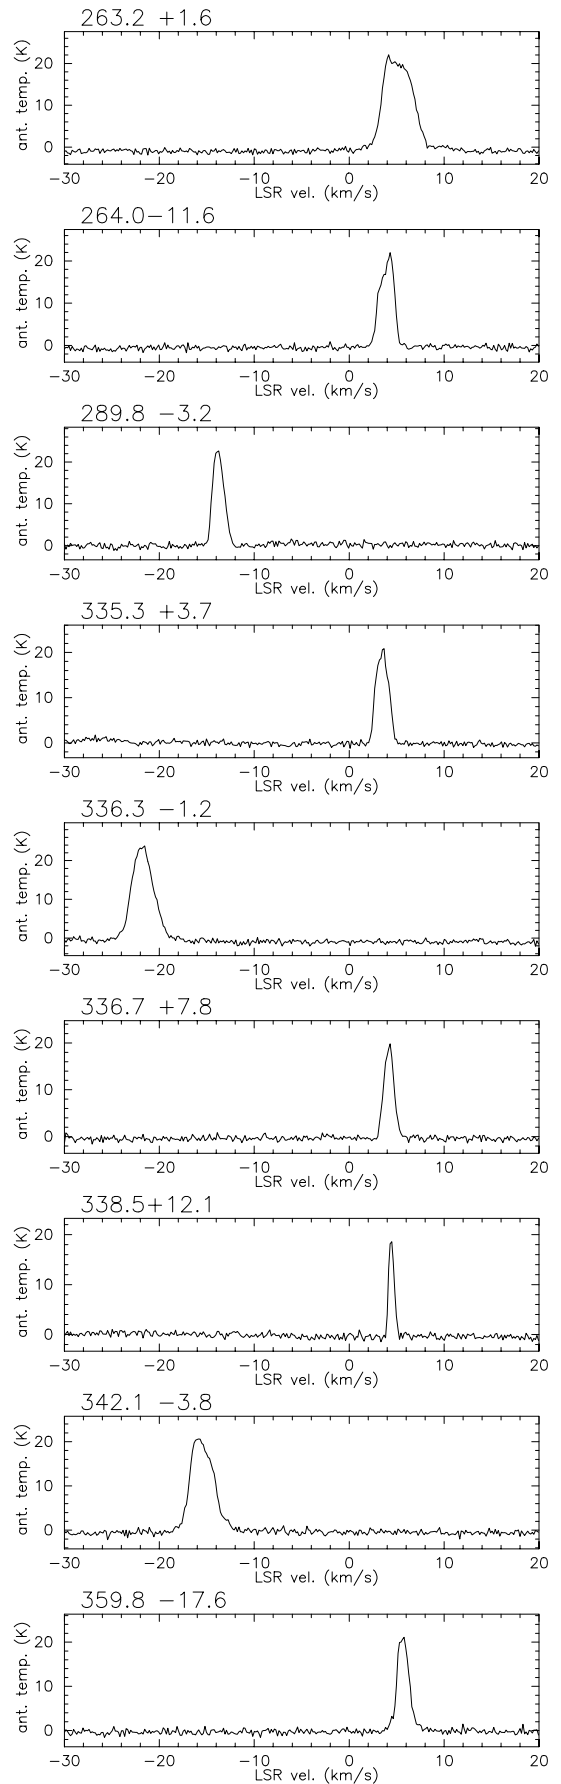 263.2 +1.6
ant. temp. (K)
20
10
0
−30 −20 −10 0 10 20
LSR vel. (km/s)
264.0−11.6
ant. temp. (K)
20
10
0
−30 −20 −10 0 10 20
LSR vel. (km/s)
289.8 −3.2
ant. temp. (K)
20
10
0
−30 −20 −10 0 10 20
LSR vel. (km/s)
335.3 +3.7
ant. temp. (K)
20
10
0
−30 −20 −10 0 10 20
LSR vel. (km/s)
336.3 −1.2
ant. temp. (K)
20
10
0
−30 −20 −10 0 10 20
LSR vel. (km/s)
336.7 +7.8
ant. temp. (K)
20
10
0
−30 −20 −10 0 10 20
LSR vel. (km/s)
338.5+12.1
ant. temp. (K)
20
10
0
−30 −20 −10 0 10 20
LSR vel. (km/s)
342.1 −3.8
ant. temp. (K)
20
10
0
−30 −20 −10 0 10 20
LSR vel. (km/s)
359.8 −17.6
ant. temp. (K)
20
10
0
−30 −20 −10 0 10 20
LSR vel. (km/s)